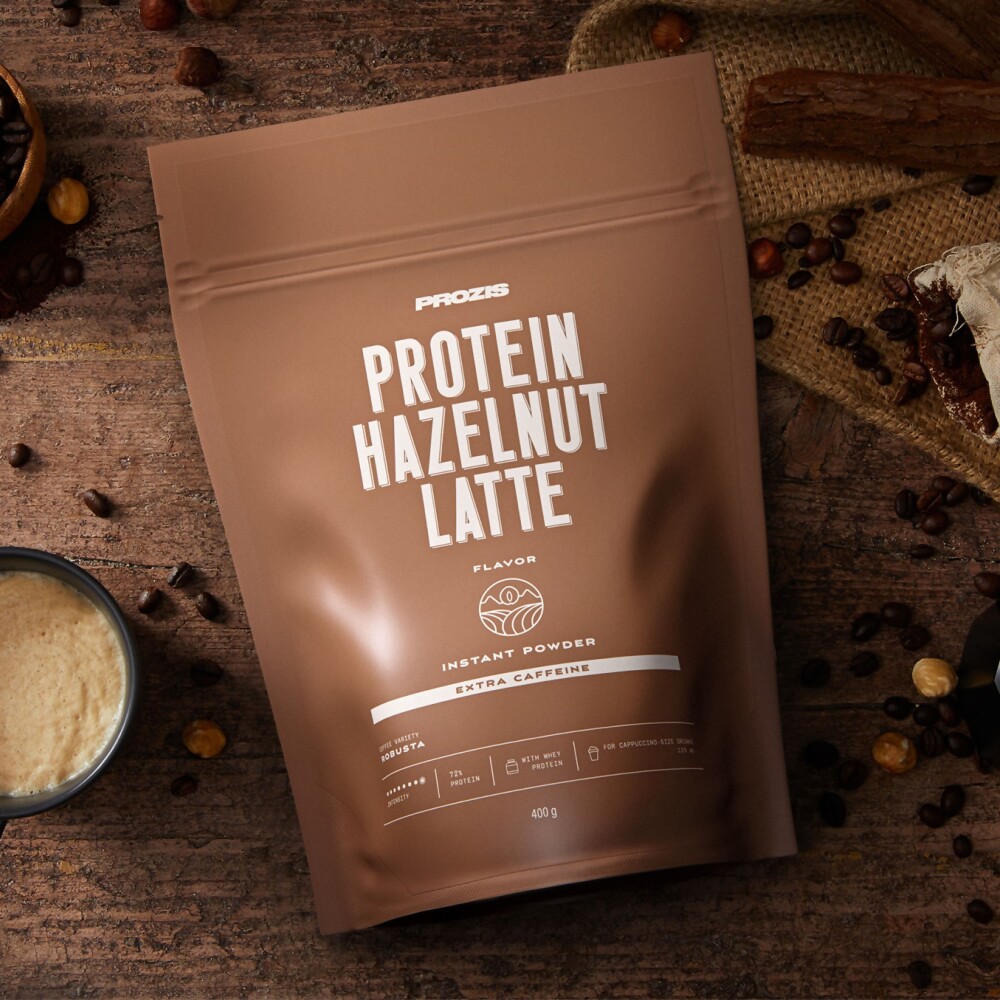 PROZIS
PROTEIN
HAZELNUT
LATTE
FLAVOR
INSTANT POWDER
EXTRA CAFFEINE
COFFEE VARIETY
ROBUSTA
INTENSITY
72%
PROTEIN
WITH WHEY
PROTEIN
FOR CAPPUCCINO-SIZE DRINKS
400 g